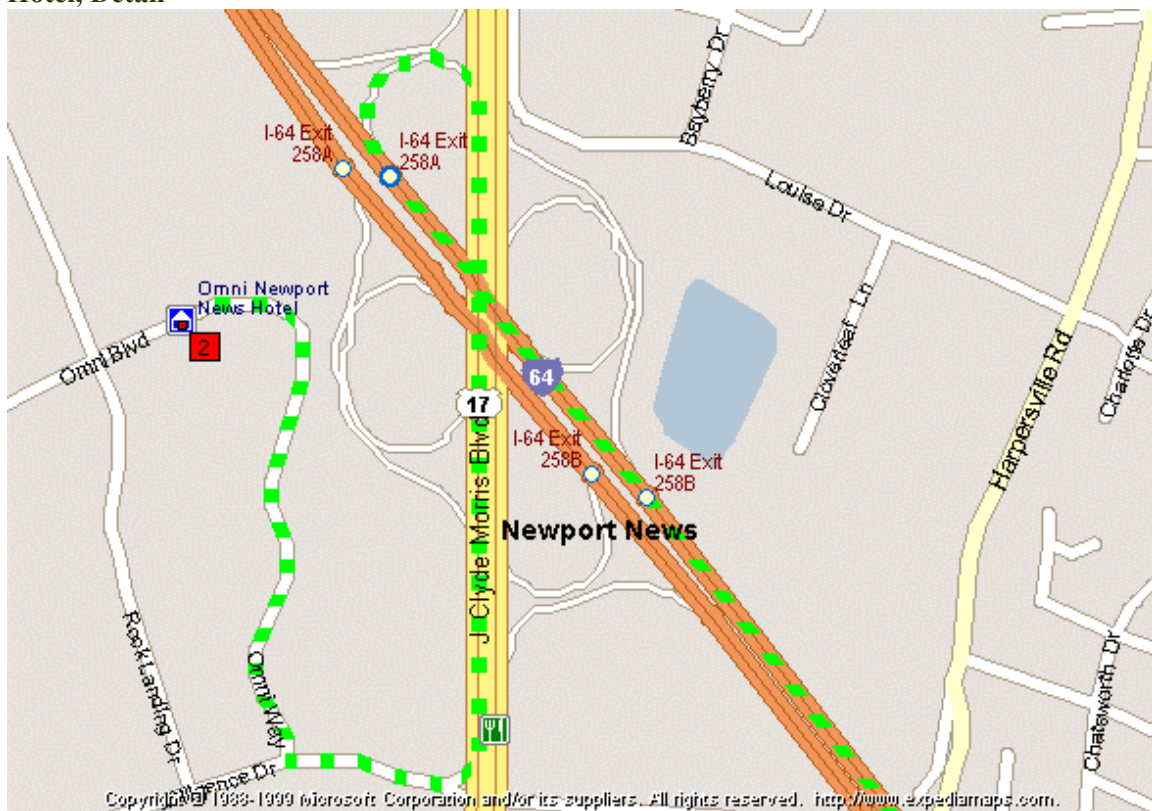 Hotel, Detail
Bayberry Dr
I-64 Exit
258A
I-64 Exit
258A
Louise Dr
Omni Newport
News Hotel
2
Omni Blvd
Cloverleaf Ln
Charlotte Dr
Harpersville Rd
64
17
J Clyde Morris Blvd
I-64 Exit
258B
I-64 Exit
258B
Newport News
Rock Landing Dr
Omni Way
Chatsworth Dr
Dr
Copyright © 1988-1999 Microsoft Corporation and/or its suppliers. All rights reserved. http://www.expediamaps.com.